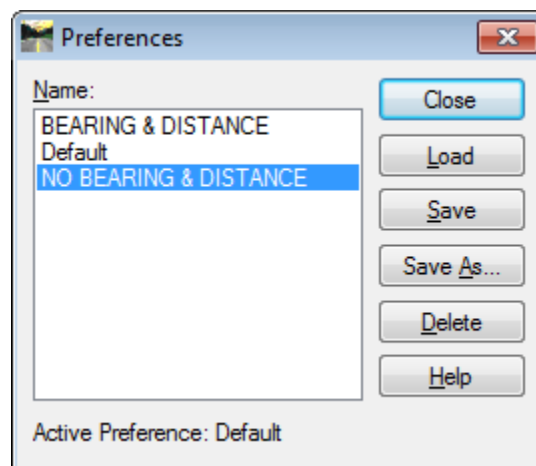 Preferences
Name:
BEARING & DISTANCE
Default
NO BEARING & DISTANCE
Close
Load
Save
Save As...
Delete
Help
Active Preference: Default